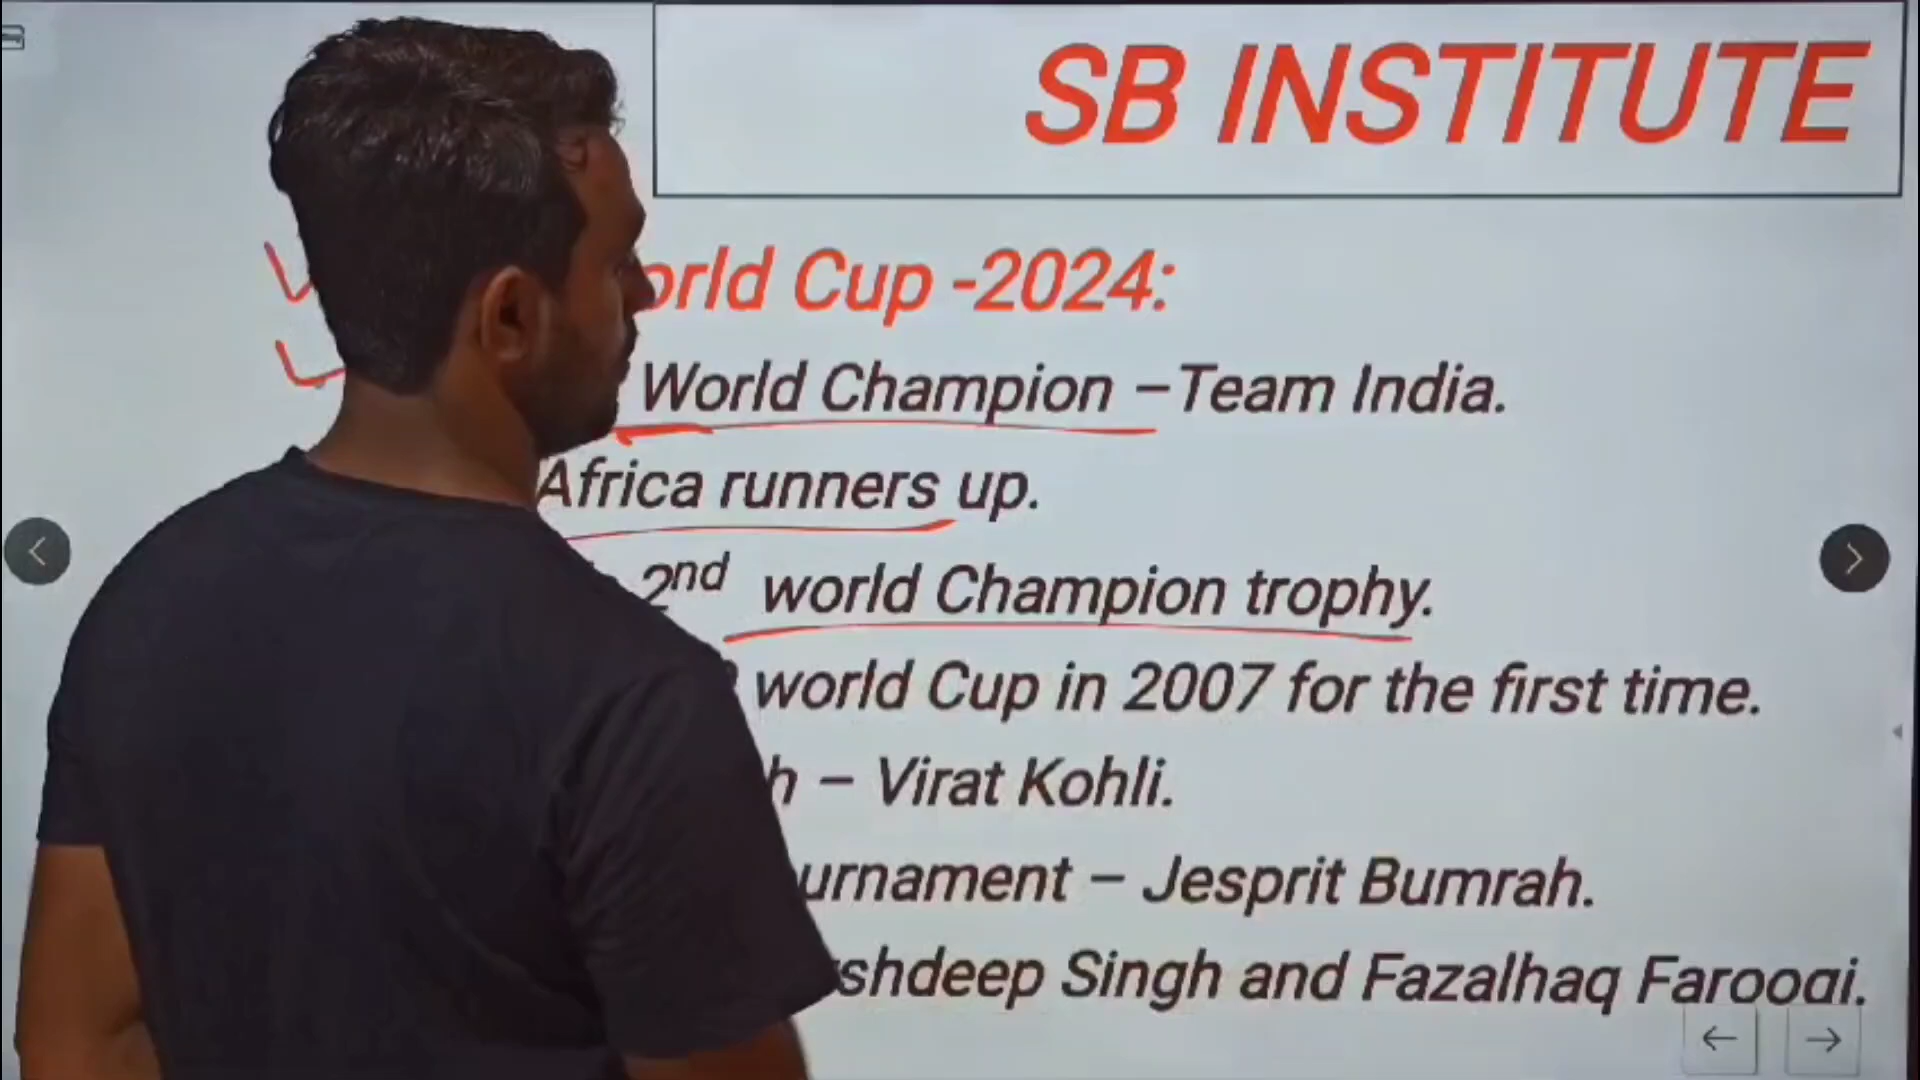 SB INSTITUTE
orld Cup -2024:
World Champion –Team India.
Africa runners up.
2nd world Champion trophy.
world Cup in 2007 for the first time.
h – Virat Kohli.
urnament – Jesprit Bumrah.
shdeep Singh and Fazalhaq Farooqi.